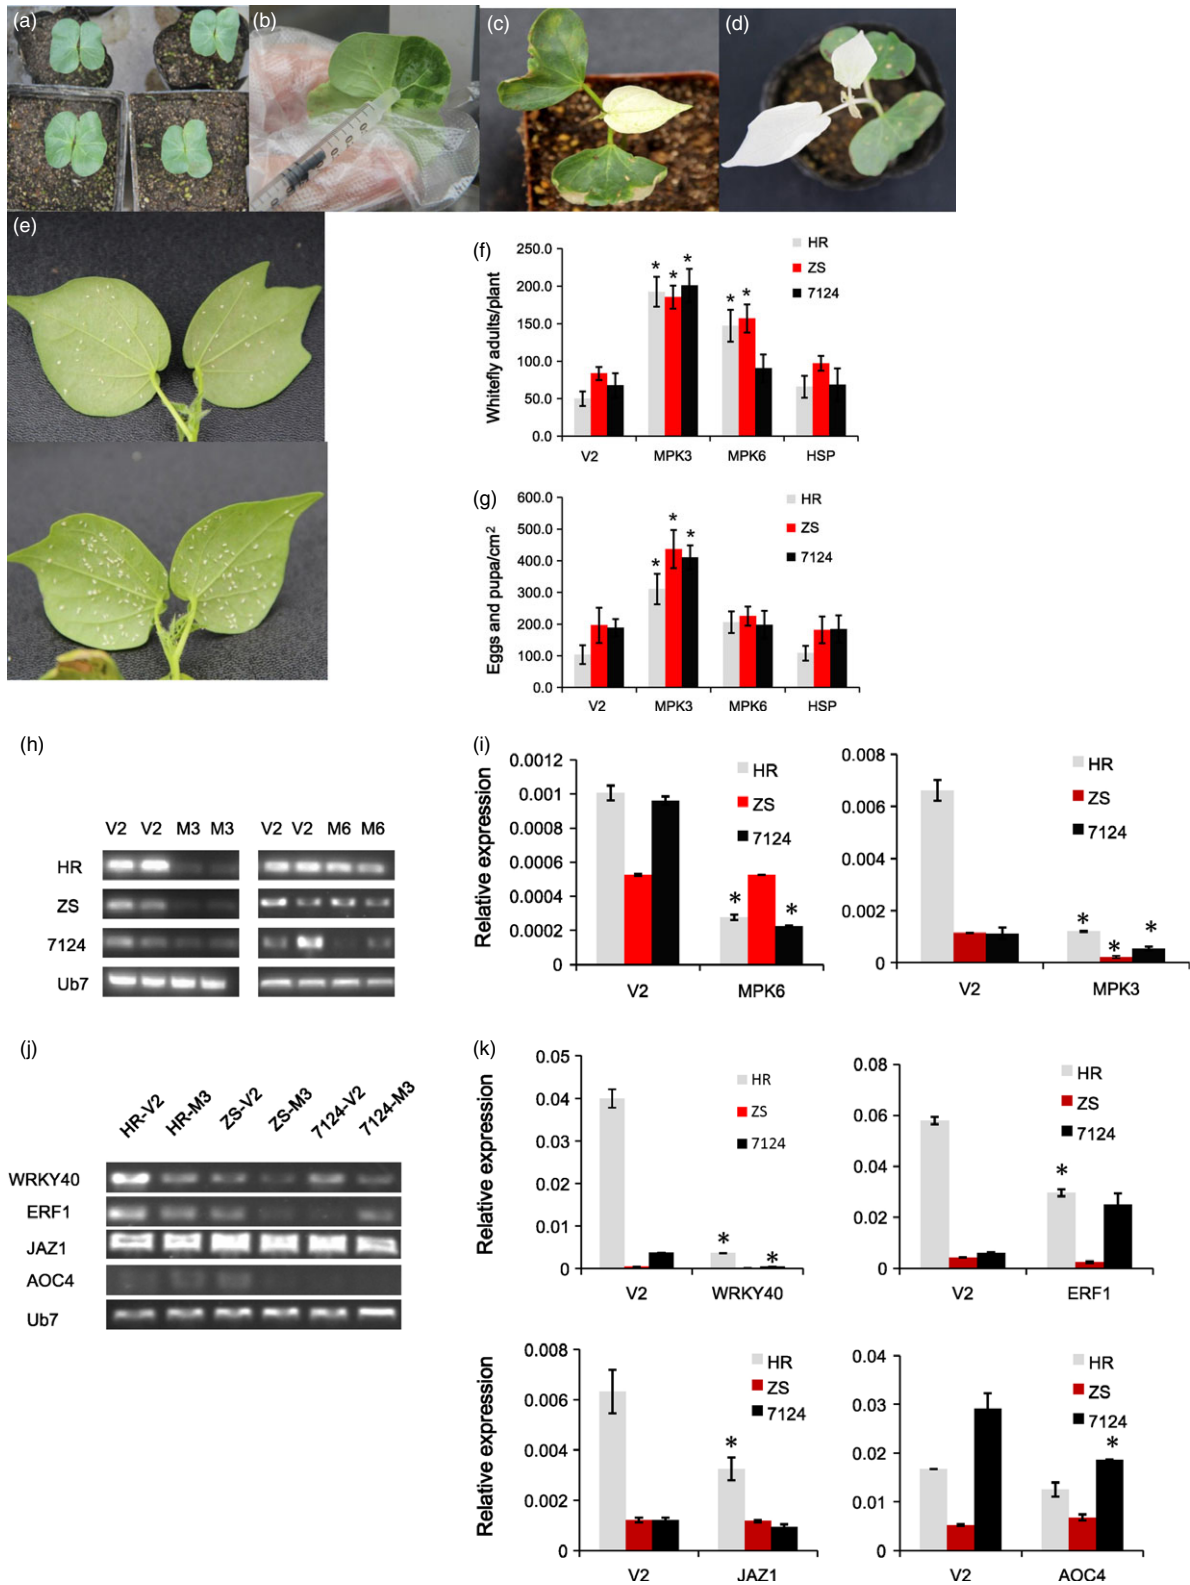 (a)
(b)
(c)
(d)
(e)
(f)
250.0
200.0
150.0
100.0
50.0
0.0
Whitefly adults/plant
HR
ZS
7124
* * *
* *
V2 MPK3 MPK6 HSP
(g)
600.0
500.0
400.0
300.0
200.0
100.0
0.0
Eggs and pupa/cm²
HR
ZS
7124
* * *
V2 MPK3 MPK6 HSP
(h)
V2 V2 M3 M3 V2 V2 M6 M6
HR
ZS
7124
Ub7
(i)
0.0012
0.001
0.0008
0.0006
0.0004
0.0002
0
Relative expression
HR
ZS
7124
* *
V2 MPK6
0.008
0.006
0.004
0.002
0
HR
ZS
7124
* * *
V2 MPK3
(j)
HR-V2 HR-M3 ZS-V2 ZS-M3 7124-V2 7124-M3
WRKY40
ERF1
JAZ1
AOC4
Ub7
(k)
0.05
0.04
0.03
0.02
0.01
0
Relative expression
HR
ZS
7124
* *
V2 WRKY40
0.08
0.06
0.04
0.02
0
HR
ZS
7124
*
V2 ERF1
0.008
0.006
0.004
0.002
0
Relative expression
HR
ZS
7124
*
V2 JAZ1
0.04
0.03
0.02
0.01
0
HR
ZS
7124
*
V2 AOC4